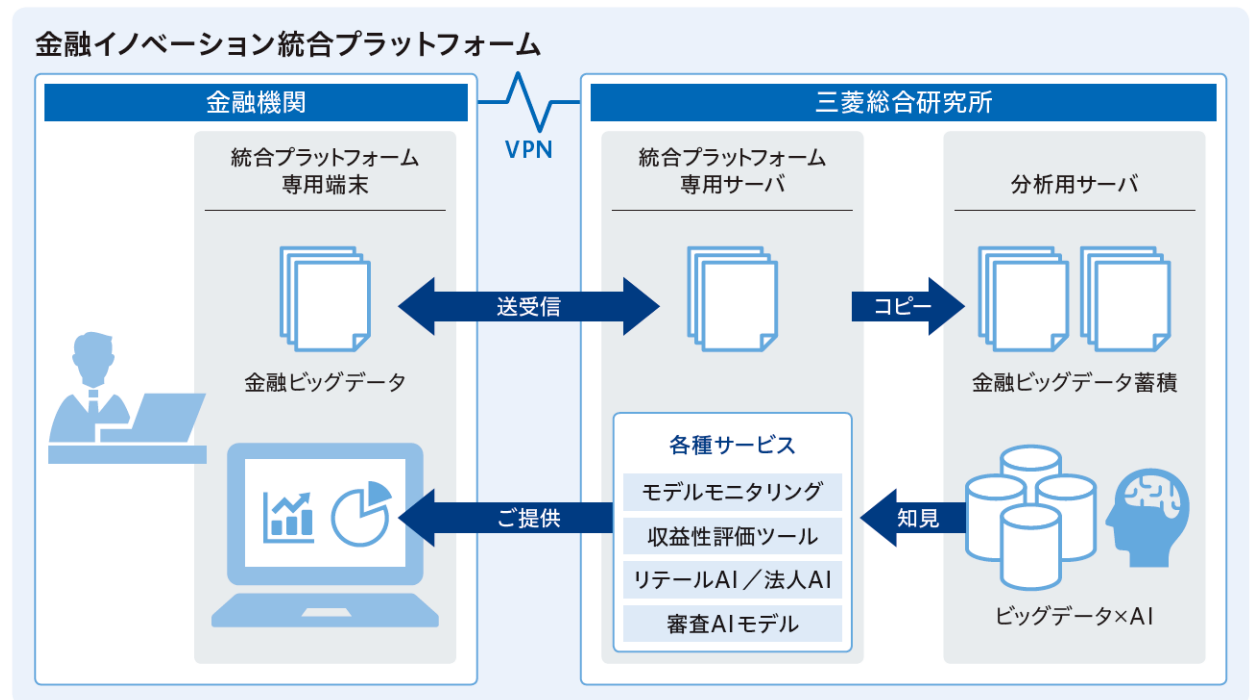 金融イノベーション統合プラットフォーム
金融機関
VPN
三菱総合研究所
統合プラットフォーム
専用端末
統合プラットフォーム
専用サーバ
分析用サーバ
送受信
コピー
金融ビッグデータ
金融ビッグデータ蓄積
各種サービス
モデルモニタリング
収益性評価ツール
リテールAI／法人AI
審査AIモデル
ご提供
知見
ビッグデータ×AI